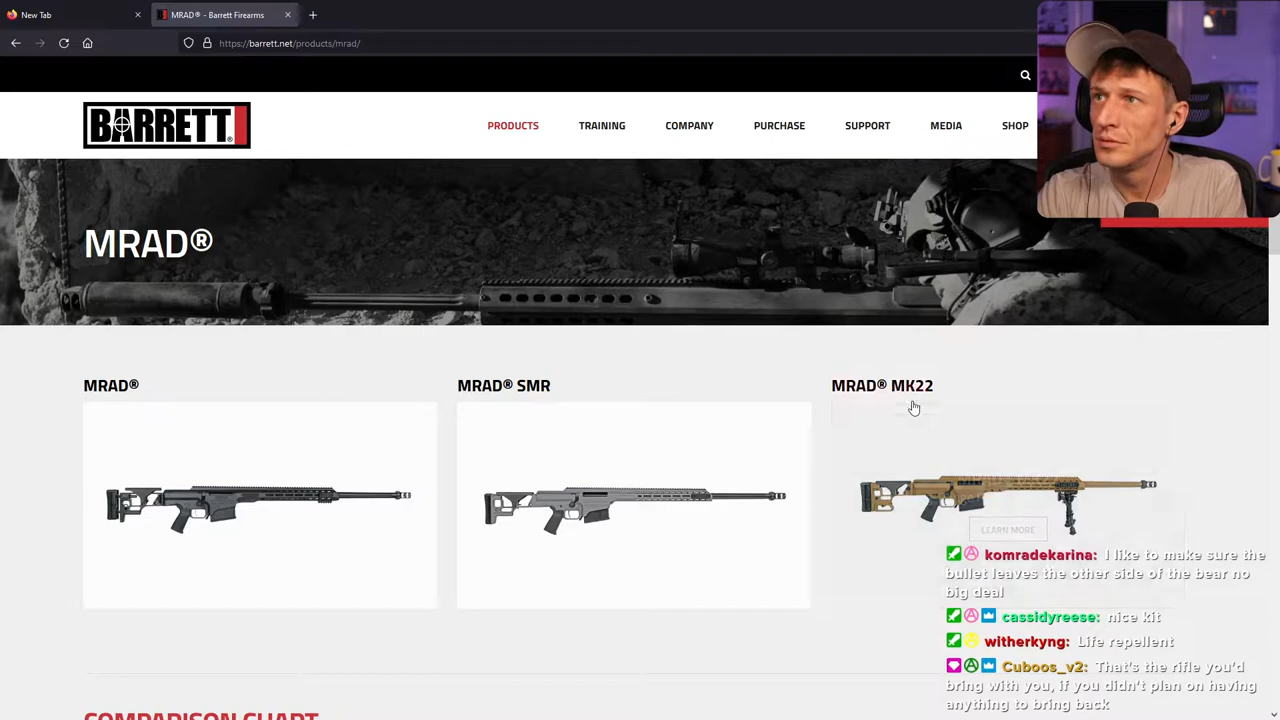 New Tab
MRAD® - Barrett Firearms
https://barrett.net/products/mrad/
BARRETT®
PRODUCTS TRAINING COMPANY PURCHASE SUPPORT MEDIA SHOP
MRAD®
MRAD® MRAD® SMR MRAD® MK22
LEARN MORE
komradekarina: I like to make sure the
bullet leaves the other side of the bear no
big deal
cassidyreese: nice kit
witherkyng: Life repellent
Cuboos_v2: That's the rifle you'd
bring with you, if you didn't plan on having
anything to bring back
COMPARISON CHART